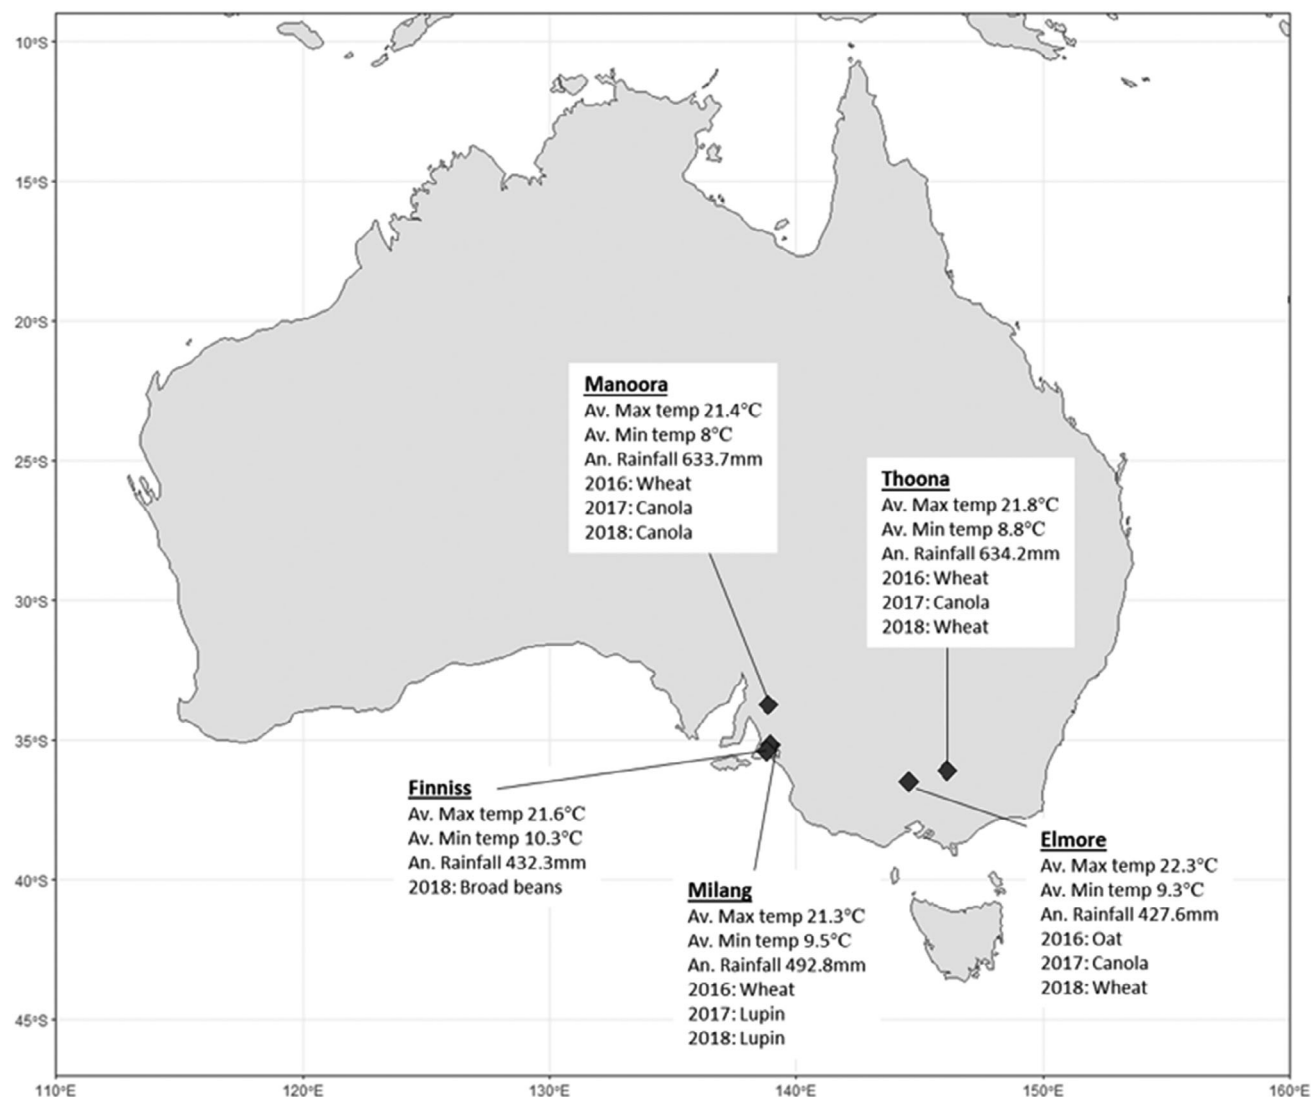 10°S
15°S
20°S
25°S
30°S
35°S
40°S
45°S
Manoora
Av. Max temp 21.4°C
Av. Min temp 8°C
An. Rainfall 633.7mm
2016: Wheat
2017: Canola
2018: Canola
Thoona
Av. Max temp 21.8°C
Av. Min temp 8.8°C
An. Rainfall 634.2mm
2016: Wheat
2017: Canola
2018: Wheat
Finniss
Av. Max temp 21.6°C
Av. Min temp 10.3°C
An. Rainfall 432.3mm
2018: Broad beans
Milang
Av. Max temp 21.3°C
Av. Min temp 9.5°C
An. Rainfall 492.8mm
2016: Wheat
2017: Lupin
2018: Lupin
Elmore
Av. Max temp 22.3°C
Av. Min temp 9.3°C
An. Rainfall 427.6mm
2016: Oat
2017: Canola
2018: Wheat
110°E 120°E 130°E 140°E 150°E 160°E